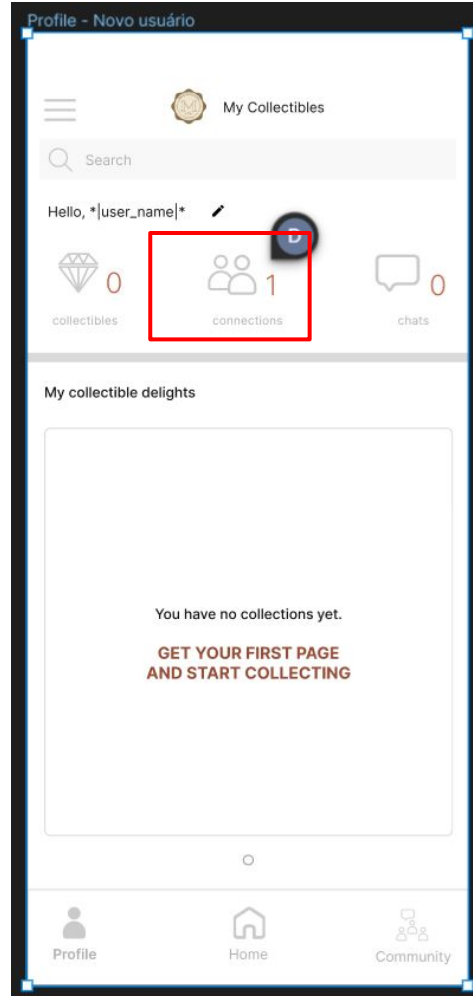 Profile - Novo usuário
My Collectibles
Search
Hello, *|user_name|*
D
0
1
0
collectibles
connections
chats
My collectible delights
You have no collections yet.
GET YOUR FIRST PAGE
AND START COLLECTING
Profile
Home
Community